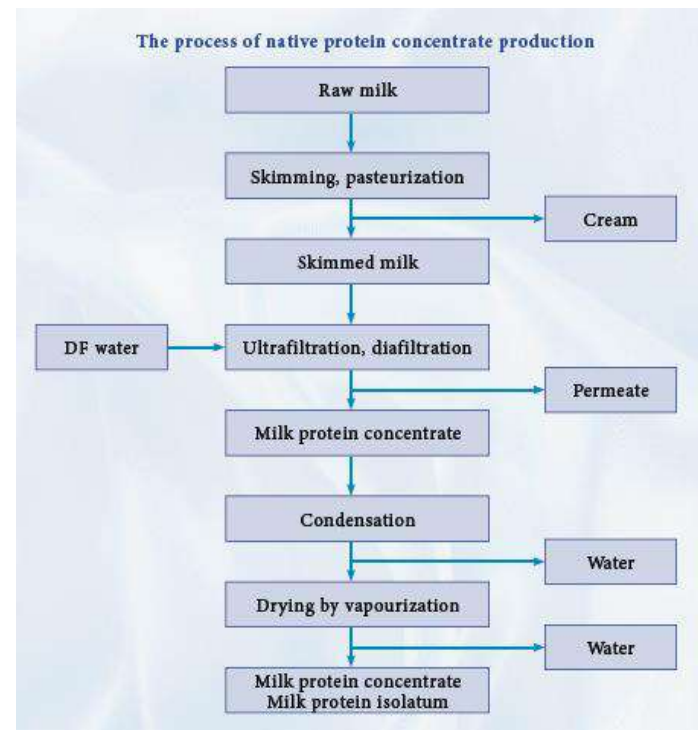 The process of native protein concentrate production
Raw milk
Skimming, pasteurization
Cream
Skimmed milk
DF water
Ultrafiltration, diafiltration
Permeate
Milk protein concentrate
Condensation
Water
Drying by vapourization
Water
Milk protein concentrate
Milk protein isolatum